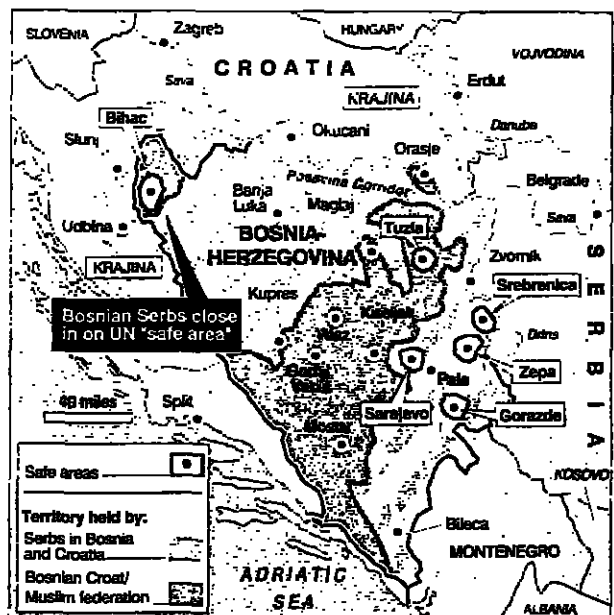 SLOVENIA
Zagreb
HUNGARY
VOJVODINA
CROATIA
Sava
Erdut
KRAJINA
Bihac
Danube
Slunj
Okucani
Orasje
Posavina Corridor
Belgrade
Banja
Luka
Maglaj
Sava
Udbina
BOSNIA-
HERZEGOVINA
Tuzla
Zvornik
SERBIA
KRAJINA
Srebrenica
Kupres
Bosnian Serbs close
in on UN "safe area"
Kiseljak
Drina
Zepa
Pale
40 miles
Split
Sarajevo
Gorazde
Mostar
Safe areas
KOSOVO
Territory held by:
Serbs in Bosnia
and Croatia
Bileca
MONTENEGRO
Bosnian Croat/
Muslim federation
ADRIATIC
SEA
ALBANIA